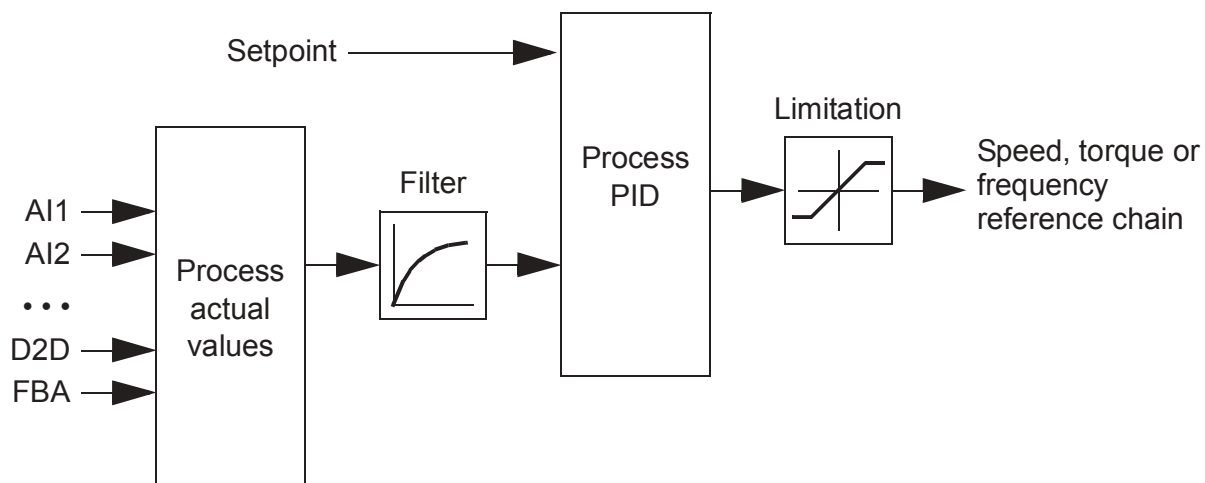 Setpoint
Limitation
Process
PID
Speed, torque or
frequency
reference chain
Filter
AI1
AI2
•••
D2D
FBA
Process
actual
values